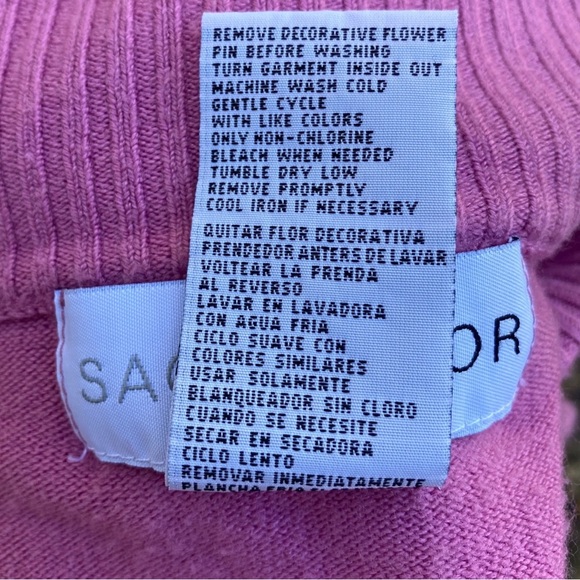 REMOVE DECORATIVE FLOWER
PIN BEFORE WASHING
TURN GARMENT INSIDE OUT
MACHINE WASH COLD
GENTLE CYCLE
WITH LIKE COLORS
ONLY NON-CHLORINE
BLEACH WHEN NEEDED
TUMBLE DRY LOW
REMOVE PROMPTLY
COOL IRON IF NECESSARY
QUITAR FLOR DECORATIVA
PRENDEDOR ANTERS DE LAVAR
VOLTEAR LA PRENDA
AL REVERSO
LAVAR EN LAVADORA
CON AGUA FRIA
CICLO SUAVE CON
COLORES SIMILARES
USAR SOLAMENTE
BLANQUEADOR SIN CLORO
CUANDO SE NECESITE
SECAR EN SECADORA
CICLO LENTO
REMOVAR INMEDIATAMENTE
PLANCHA FRIA
SA
OR